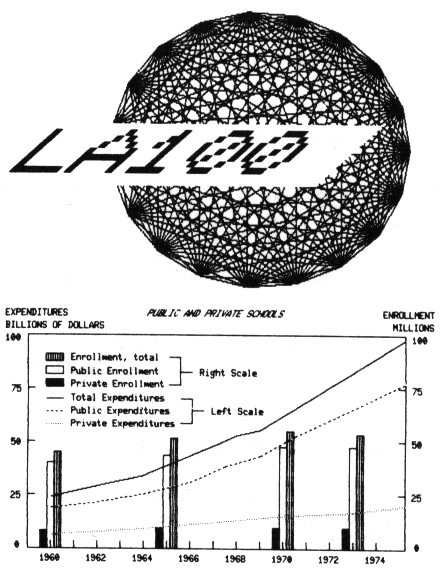 LA100
EXPENDITURES
BILLIONS OF DOLLARS
PUBLIC AND PRIVATE SCHOOLS
ENROLLMENT
MILLIONS
100
75
50
25
0
Enrollment, total
Public Enrollment
Private Enrollment
Right Scale
Total Expenditures
Public Expenditures
Private Expenditures
Left Scale
100
75
50
25
0
1960 1962 1964 1966 1968 1970 1972 1974